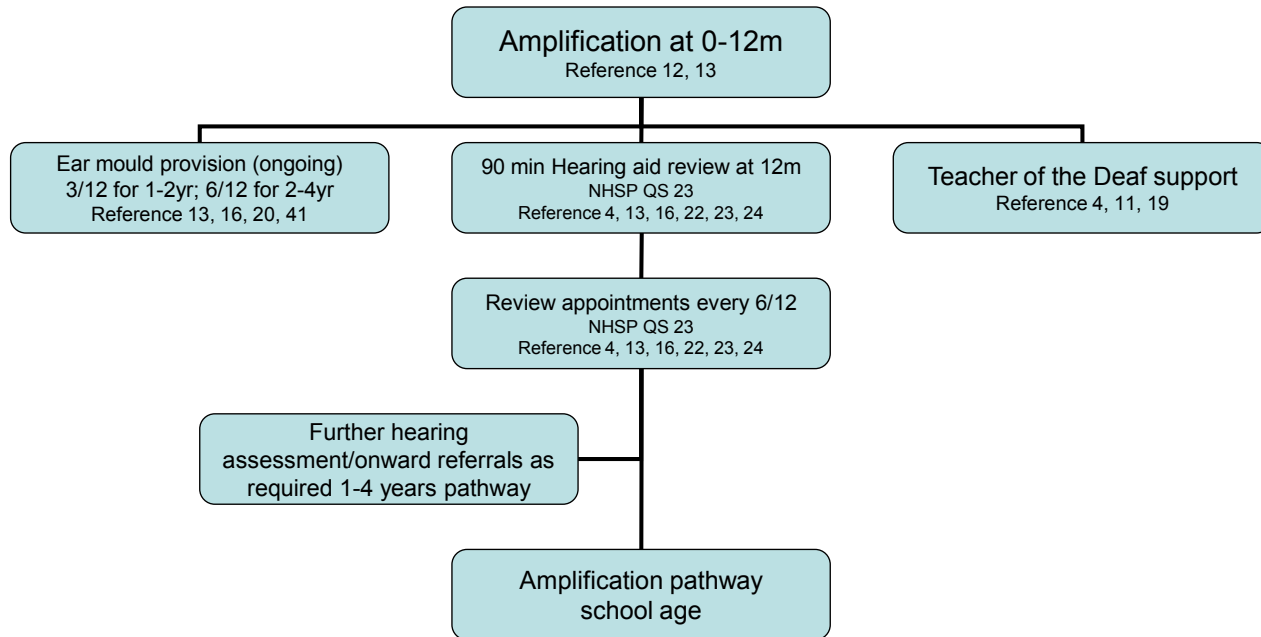 Amplification at 0-12m
Reference 12, 13
Ear mould provision (ongoing)
3/12 for 1-2yr; 6/12 for 2-4yr
Reference 13, 16, 20, 41
90 min Hearing aid review at 12m
NHSP QS 23
Reference 4, 13, 16, 22, 23, 24
Teacher of the Deaf support
Reference 4, 11, 19
Review appointments every 6/12
NHSP QS 23
Reference 4, 13, 16, 22, 23, 24
Further hearing
assessment/onward referrals as
required 1-4 years pathway
Amplification pathway
school age